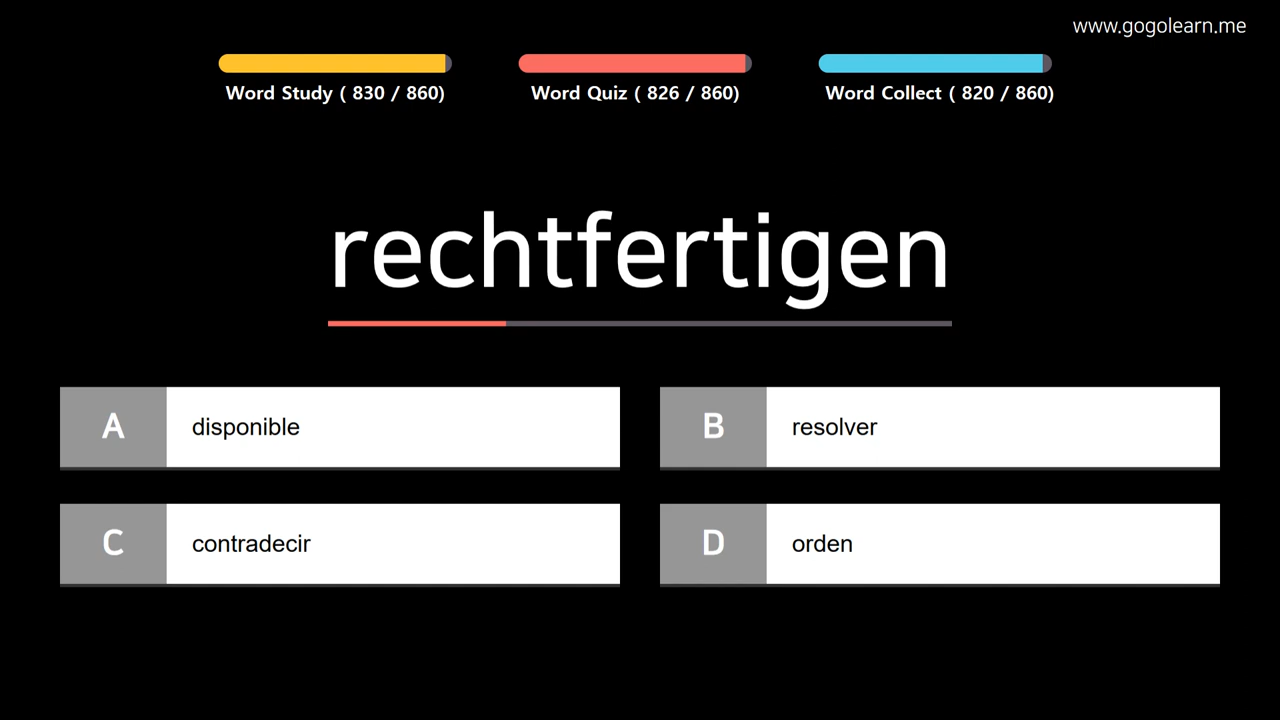 www.gogolearn.me
Word Study ( 830 / 860)
Word Quiz ( 826 / 860)
Word Collect ( 820 / 860)
rechtfertigen
A disponible
B resolver
C contradecir
D orden